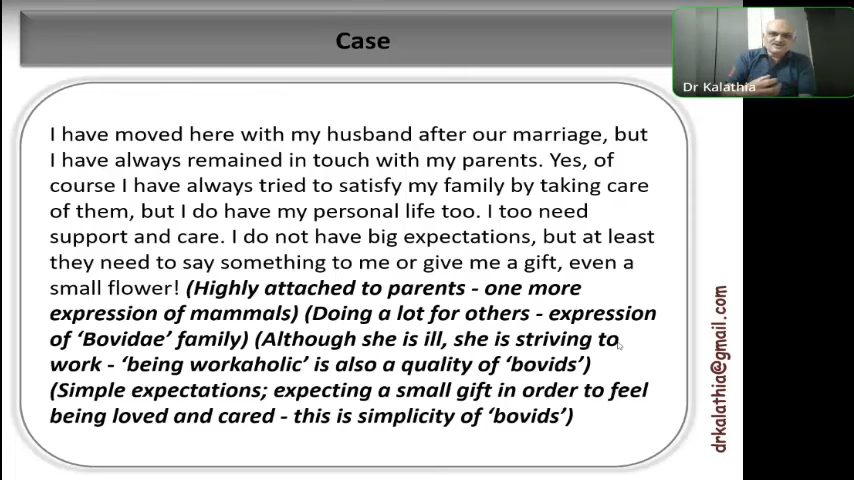 Case
Dr Kalathia
I have moved here with my husband after our marriage, but
I have always remained in touch with my parents. Yes, of
course I have always tried to satisfy my family by taking care
of them, but I do have my personal life too. I too need
support and care. I do not have big expectations, but at least
they need to say something to me or give me a gift, even a
small flower! (Highly attached to parents - one more
expression of mammals) (Doing a lot for others - expression
of ‘Bovidae’ family) (Although she is ill, she is striving to
work - ‘being workaholic’ is also a quality of ‘bovids’)
(Simple expectations; expecting a small gift in order to feel
being loved and cared - this is simplicity of ‘bovids’)
drkalathia@gmail.com